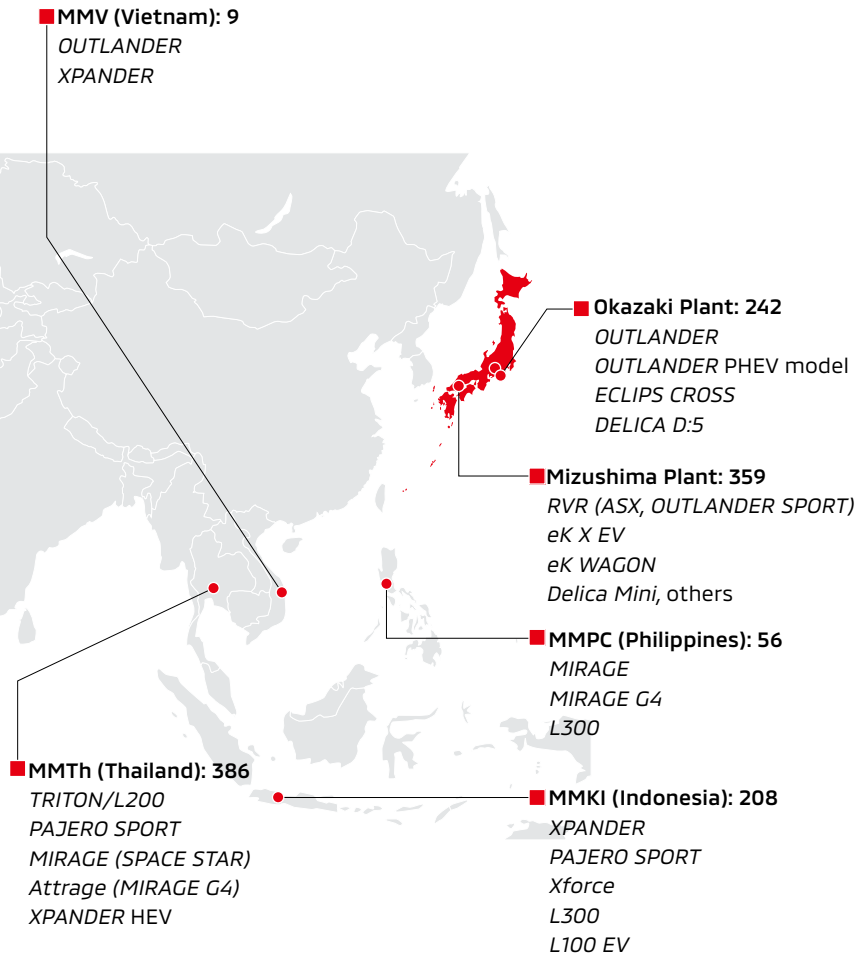 MMV (Vietnam): 9
OUTLANDER
XPANDER
Okazaki Plant: 242
OUTLANDER
OUTLANDER PHEV model
ECLIPS CROSS
DELICA D:5
Mizushima Plant: 359
RVR (ASX, OUTLANDER SPORT)
eK X EV
eK WAGON
Delica Mini, others
MMPC (Philippines): 56
MIRAGE
MIRAGE G4
L300
MMTh (Thailand): 386
TRITON/L200
PAJERO SPORT
MIRAGE (SPACE STAR)
Attrage (MIRAGE G4)
XPANDER HEV
MMKI (Indonesia): 208
XPANDER
PAJERO SPORT
Xforce
L300
L100 EV